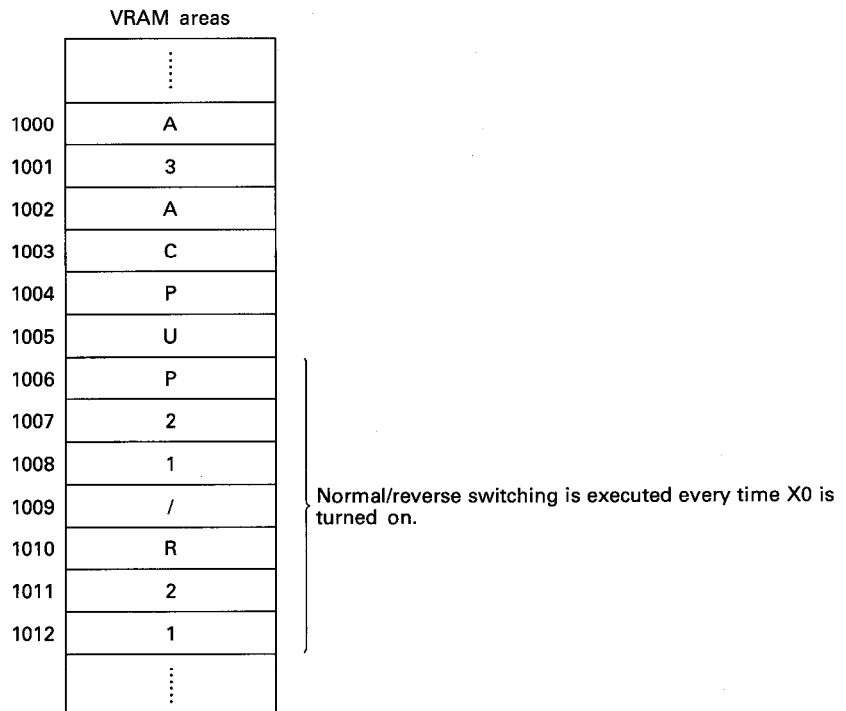 VRAM areas
1000 A
1001 3
1002 A
1003 C
1004 P
1005 U
1006 P
1007 2
1008 1
1009 /
1010 R
1011 2
1012 1
Normal/reverse switching is executed every time X0 is
turned on.